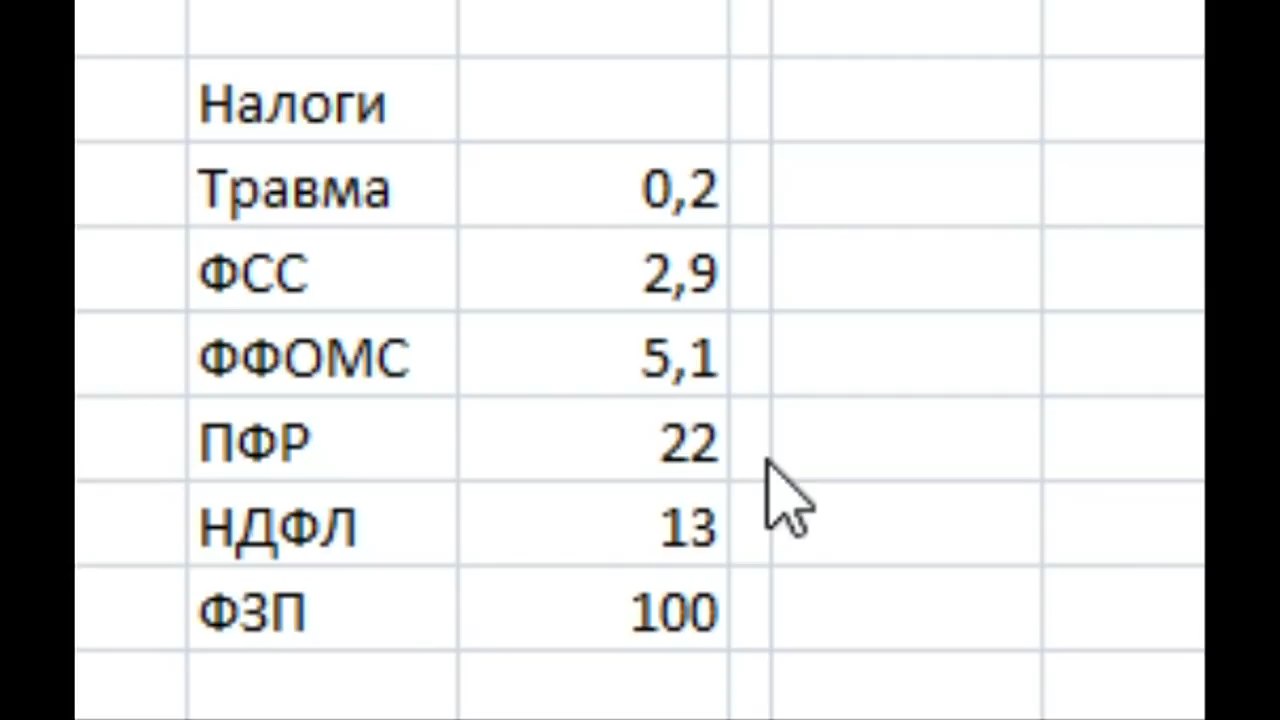 Налоги
Травма 0,2
ФСС 2,9
ФФОМС 5,1
ПФР 22
НДФЛ 13
ФЗП 100